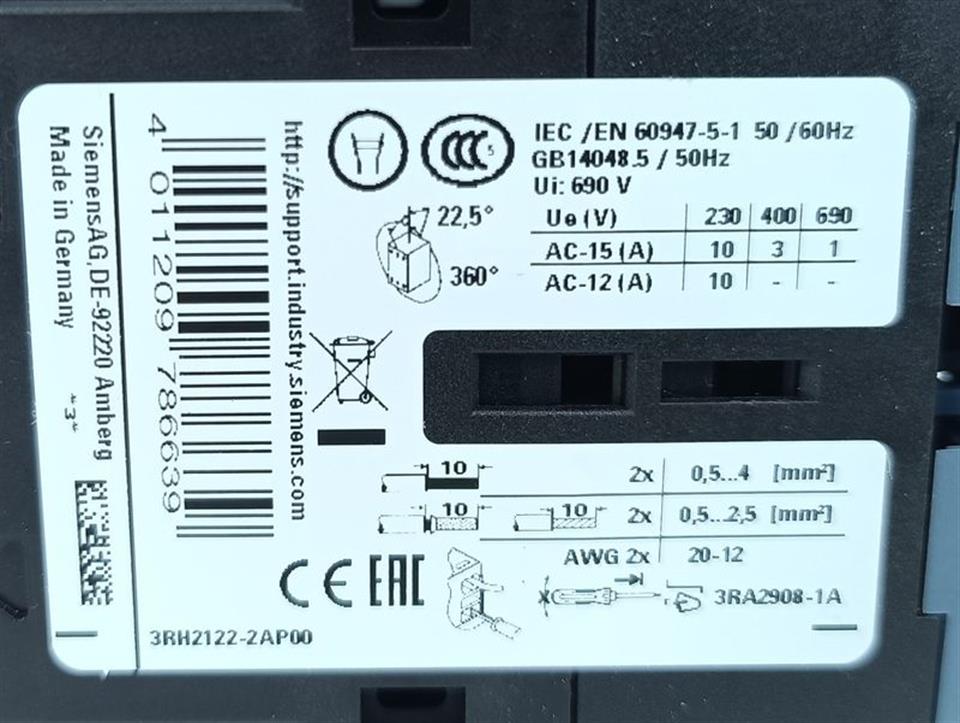 SiemensAG,DE-92220 Amberg
Made in Germany
*3*
4 011209 786639
http://support.industry.siemens.com
CCC 5
22,5°
360°
IEC /EN 60947-5-1 50 /60Hz
GB14048.5 / 50Hz
Ui: 690 V
Ue (V) 230 400 690
AC-15 (A) 10 3 1
AC-12 (A) 10 - -
10 2x 0,5...4 [mm²]
10 10 2x 0,5...2,5 [mm²]
AWG 2x 20-12
CE EAC 3RA2908-1A
3RH2122-2AP00